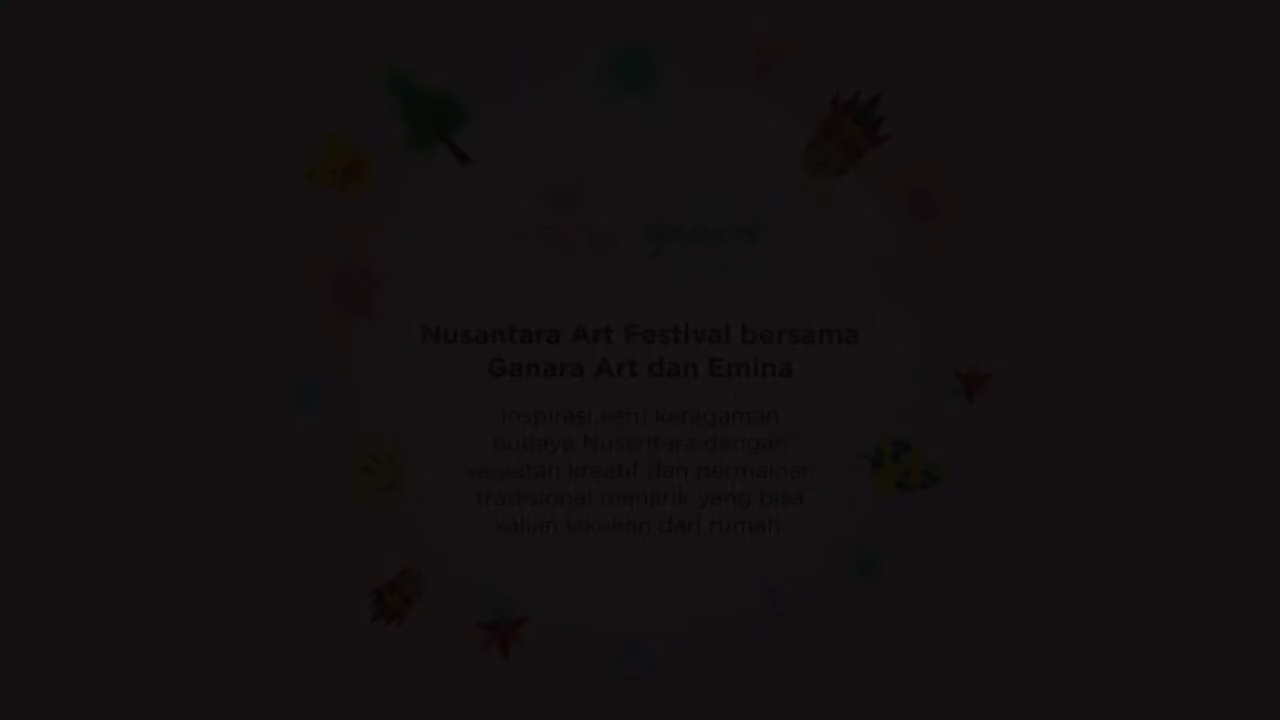 Nusantara Art Festival bersama
Ganara Art dan Emina
Inspirasi seru keragaman
budaya Nusantara dengan
kegiatan kreatif dan permainan
tradisional menarik yang bisa
kalian lakukan dari rumah.